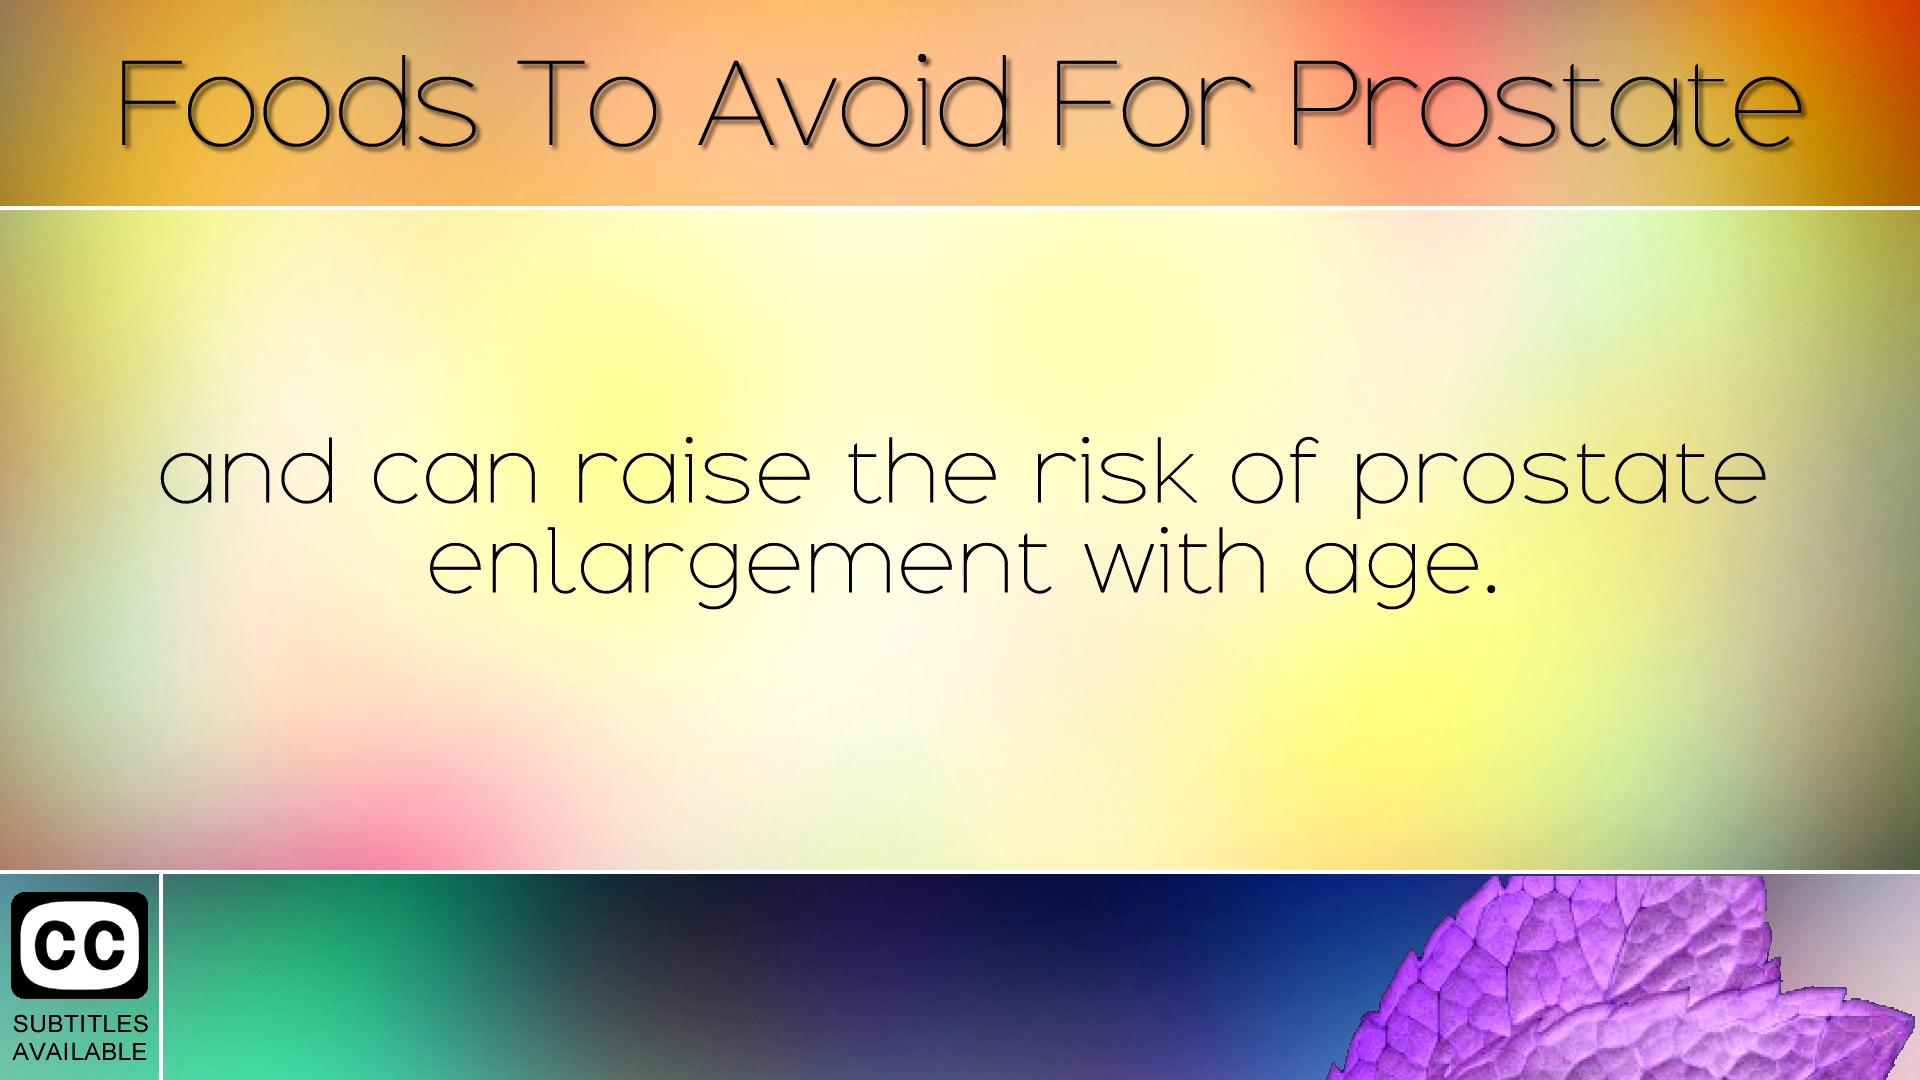 Foods To Avoid For Prostate
and can raise the risk of prostate
enlargement with age.
CC
SUBTITLES
AVAILABLE